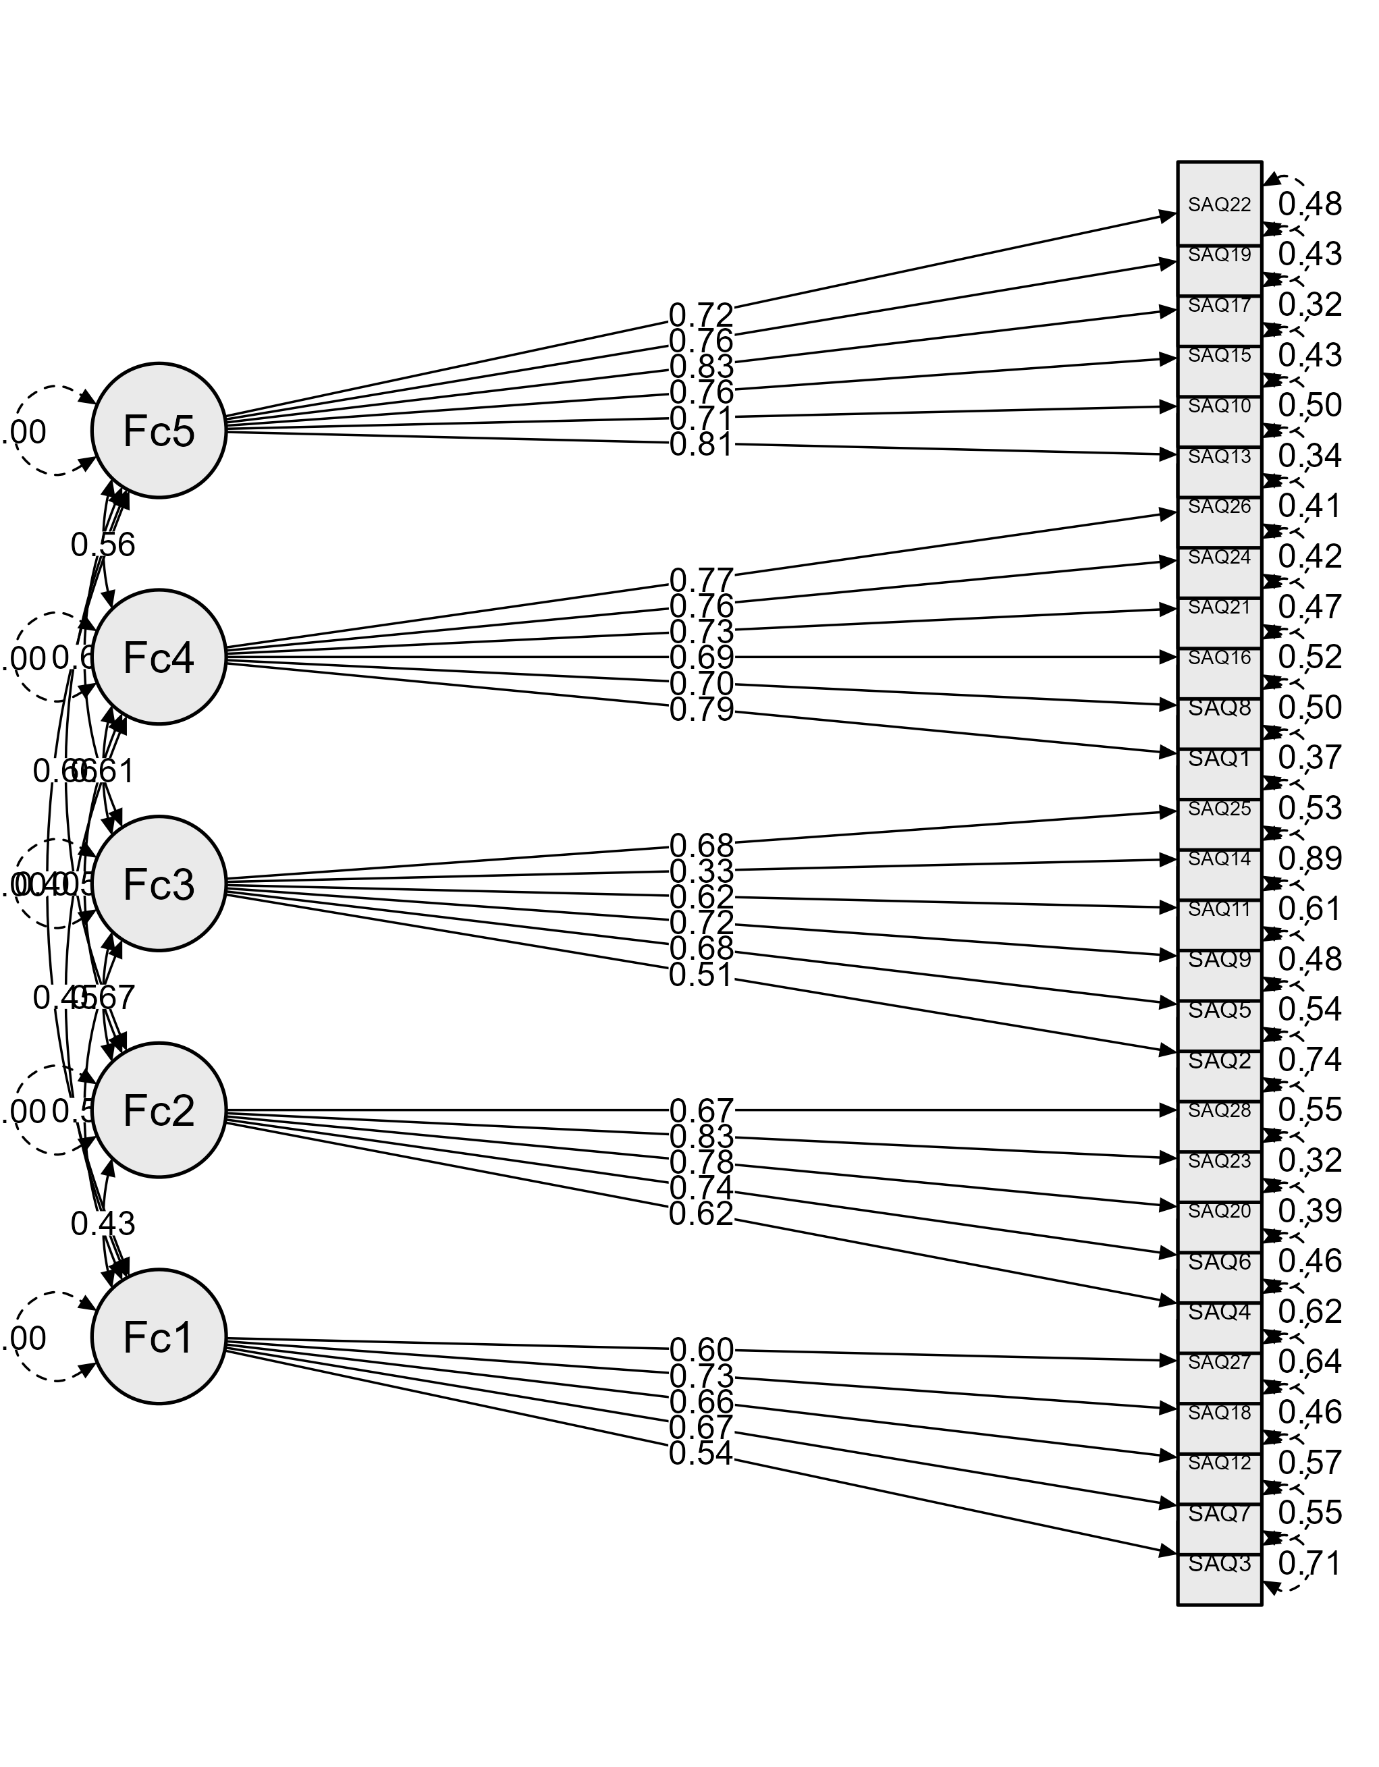 SAQ22 0.48
SAQ19 0.43
0.72 SAQ17 0.32
0.76
0.83 SAQ15 0.43
0.76 SAQ10 0.50
.00 Fc5 0.71
0.81 SAQ13 0.34
SAQ26 0.41
0.56 SAQ24 0.42
0.77
0.76 SAQ21 0.47
0.73
.00 Fc4 0.69 SAQ16 0.52
0.70
0.79 SAQ8 0.50
0.61 SAQ1 0.37
SAQ25 0.53
0.68 SAQ14 0.89
0.33
Fc3 0.62 SAQ11 0.61
0.72
0.68 SAQ9 0.48
0.51
0.67 SAQ5 0.54
SAQ2 0.74
.00 Fc2 0.67 SAQ28 0.55
0.83
0.78 SAQ23 0.32
0.74
0.62 SAQ20 0.39
0.43 SAQ6 0.46
SAQ4 0.62
.00 Fc1 0.60 SAQ27 0.64
0.73
0.66 SAQ18 0.46
0.67
0.54 SAQ12 0.57
SAQ7 0.55
SAQ3 0.71